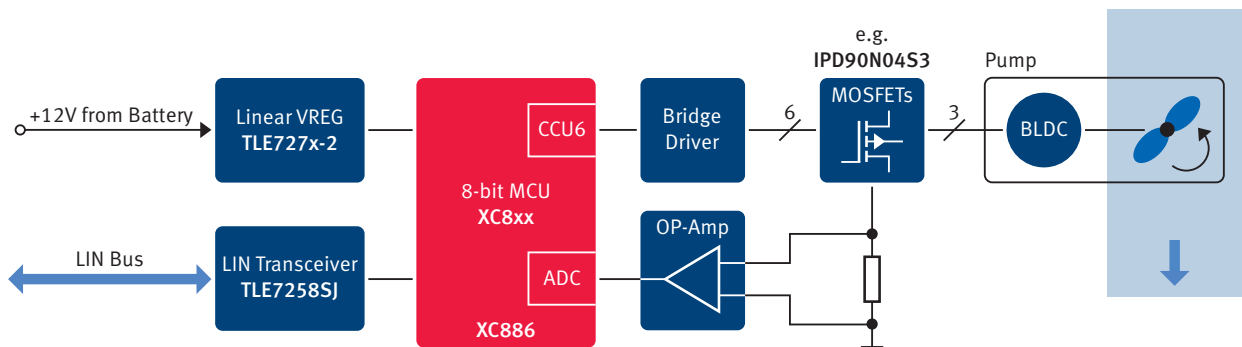 e.g.
IPD90N04S3
Pump
+12V from Battery
Linear VREG
TLE727x-2
CCU6
Bridge
Driver
6
MOSFETs
3
BLDC
8-bit MCU
XC8xx
LIN Bus
LIN Transceiver
TLE7258SJ
ADC
OP-Amp
XC886